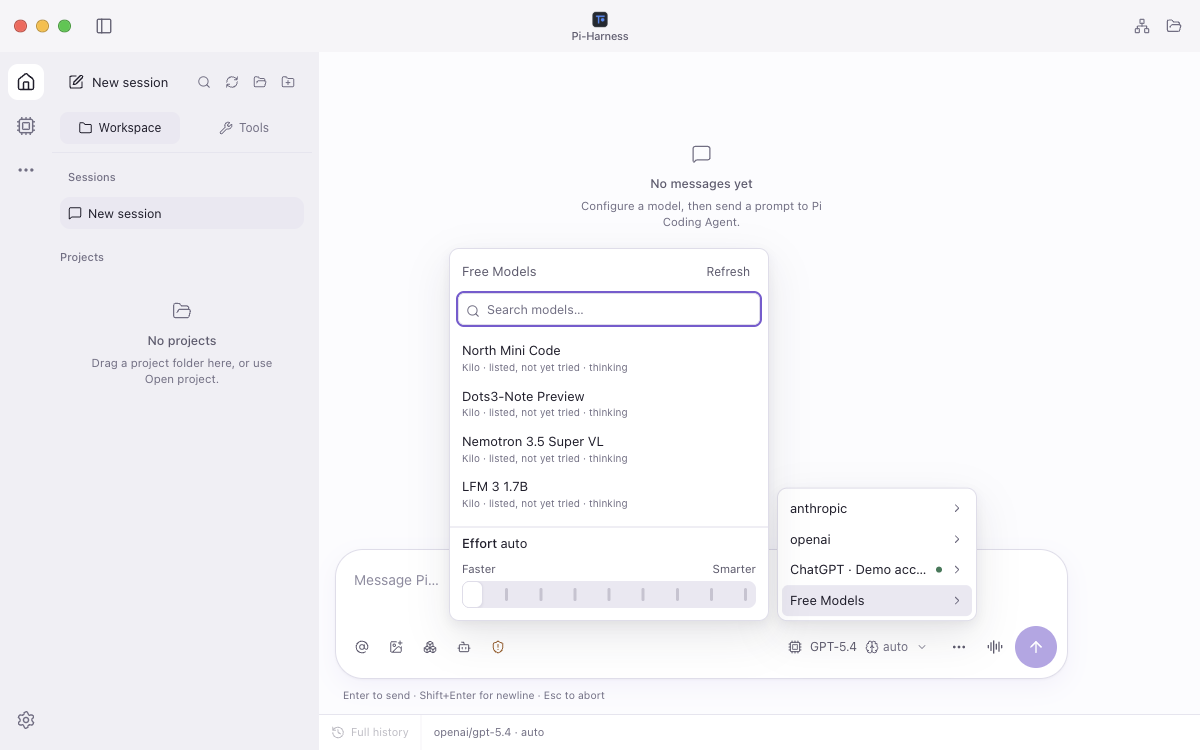 Pi-Harness
New session
Workspace
Tools
Sessions
New session
Projects
No projects
Drag a project folder here, or use
Open project.
No messages yet
Configure a model, then send a prompt to Pi
Coding Agent.
Free Models
Refresh
Search models...
North Mini Code
Kilo · listed, not yet tried · thinking
Dots3-Note Preview
Kilo · listed, not yet tried · thinking
Nemotron 3.5 Super VL
Kilo · listed, not yet tried · thinking
LFM 3 1.7B
Kilo · listed, not yet tried · thinking
Effort auto
Faster
Smarter
anthropic
openai
ChatGPT · Demo acc...
Free Models
Message Pi...
GPT-5.4
auto
Enter to send · Shift+Enter for newline · Esc to abort
Full history
openai/gpt-5.4 · auto